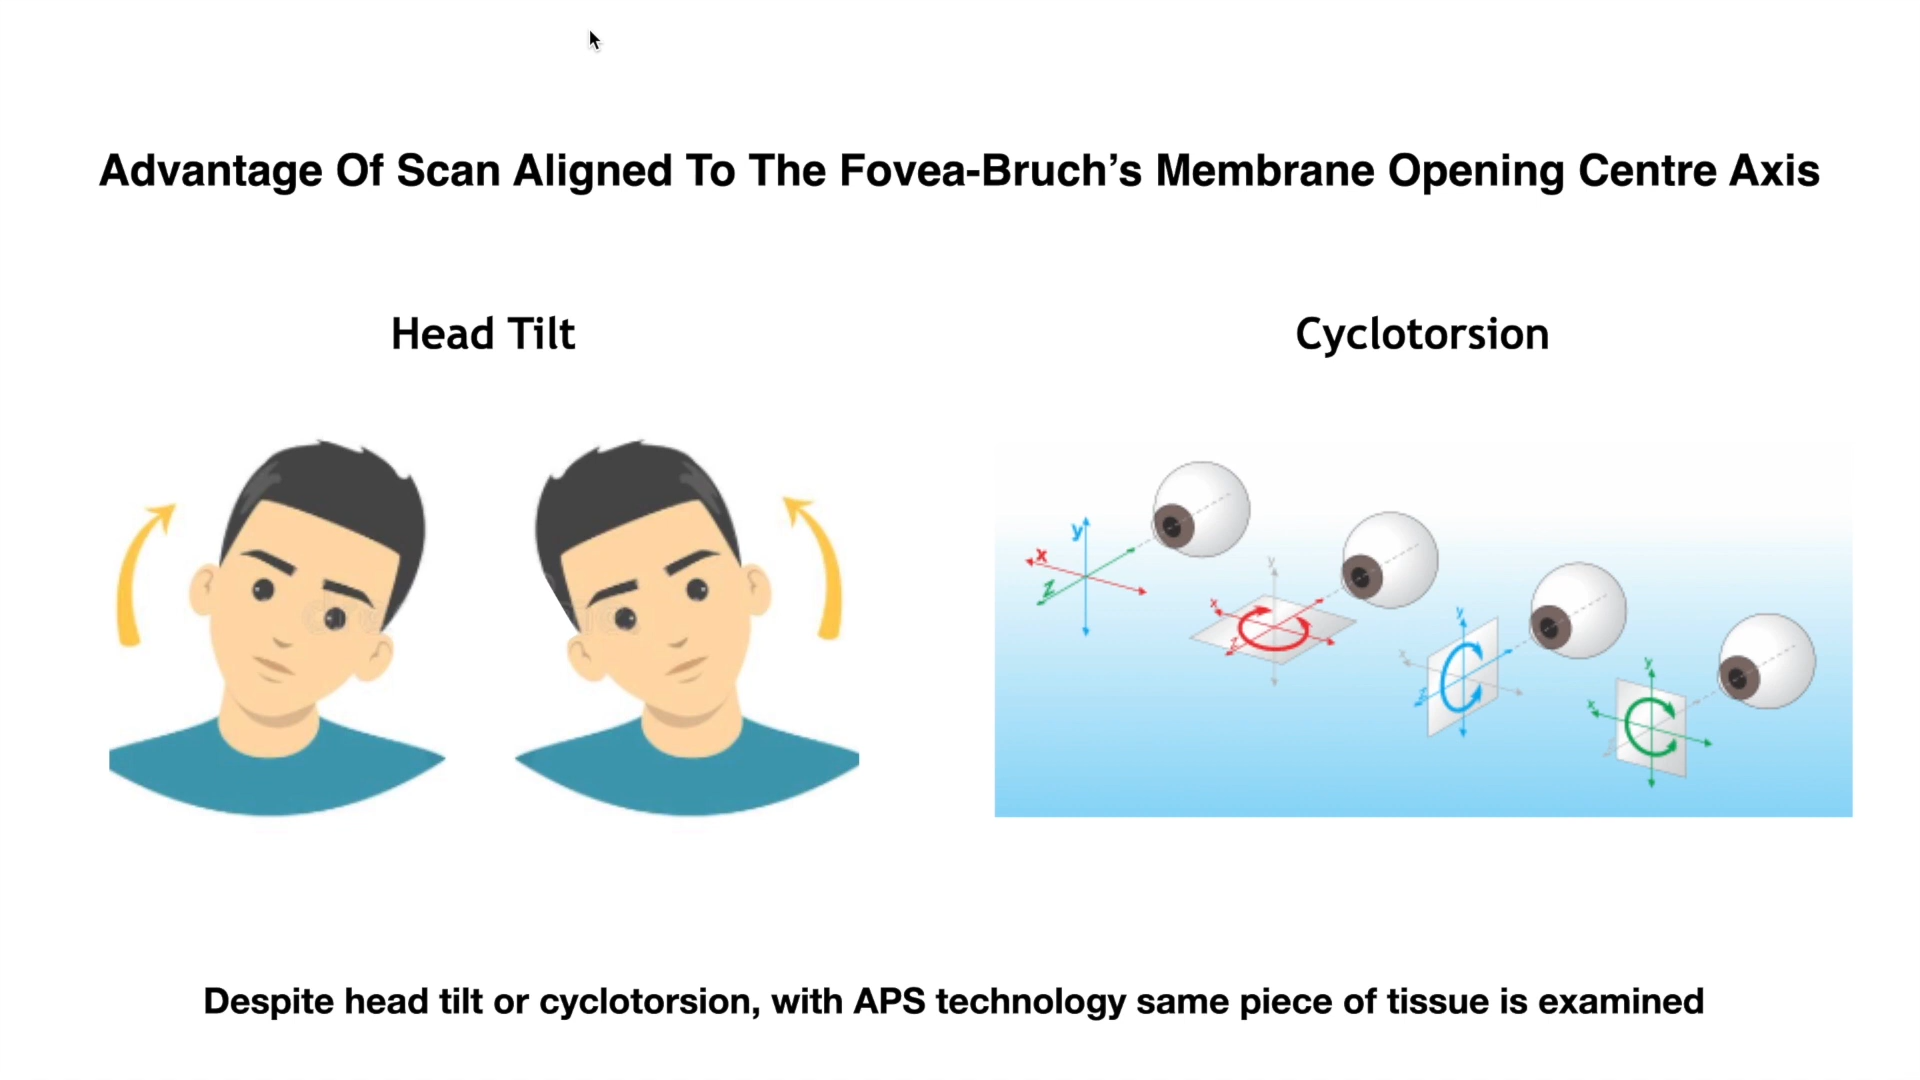 Advantage Of Scan Aligned To The Fovea-Bruch’s Membrane Opening Centre Axis
Head Tilt
Cyclotorsion
y
x
z
y
x
z
y
x
z
y
x
Despite head tilt or cyclotorsion, with APS technology same piece of tissue is examined